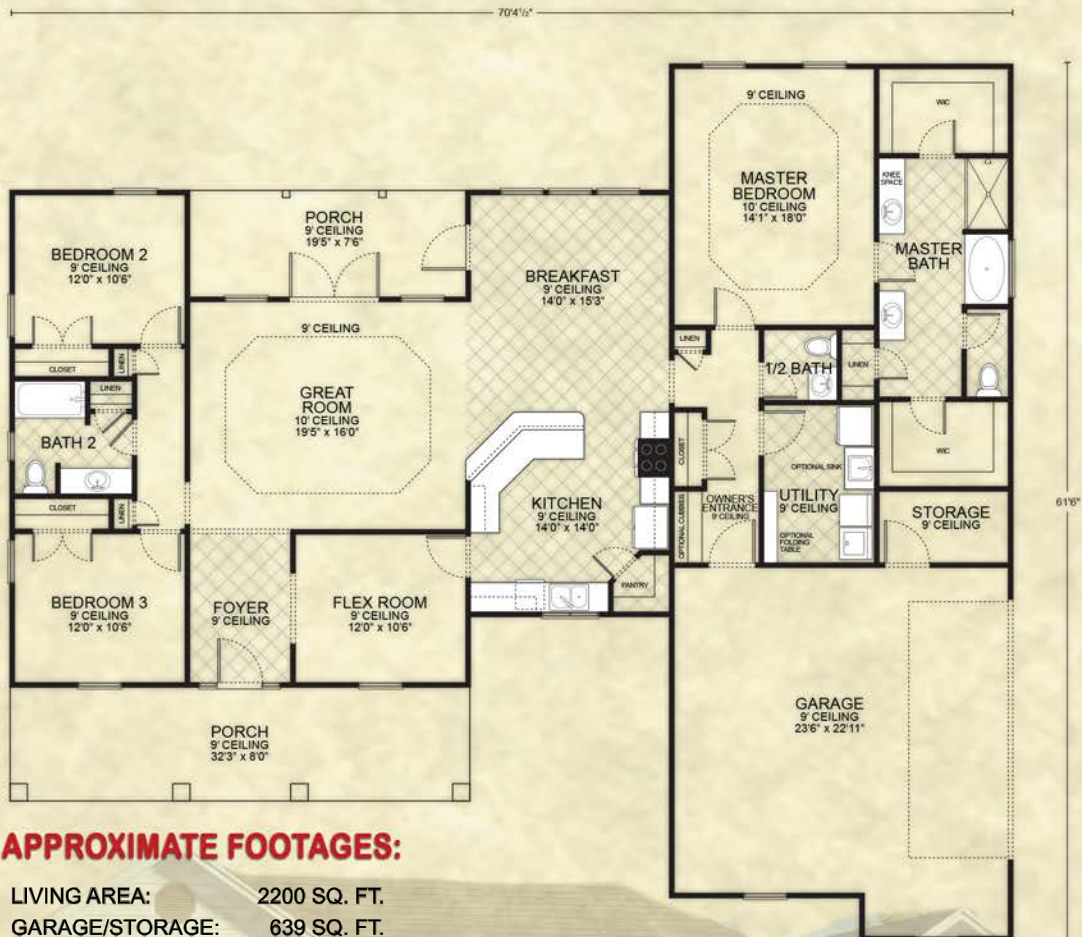 70'4½"
9' CEILING
WIC
MASTER
BEDROOM
10' CEILING
14'1" x 18'0"
KNEE
SPACE
MASTER
BATH
PORCH
9' CEILING
19'5" x 7'6"
BEDROOM 2
9' CEILING
12'0" x 10'6"
BREAKFAST
9' CEILING
14'0" x 15'3"
9' CEILING
LINEN
1/2 BATH
LINEN
CLOSET
LINEN
LINEN
GREAT
ROOM
10' CEILING
19'5" x 16'0"
BATH 2
CLOSET
WIC
OPTIONAL SINK
UTILITY
9' CEILING
OPTIONAL
FOLDING
TABLE
CLOSET
LINEN
KITCHEN
9' CEILING
14'0" x 14'0"
OPTIONAL CUBBIES
OWNER'S
ENTRANCE
9' CEILING
STORAGE
9' CEILING
61'6"
PANTRY
BEDROOM 3
9' CEILING
12'0" x 10'6"
FOYER
9' CEILING
FLEX ROOM
9' CEILING
12'0" x 10'6"
GARAGE
9' CEILING
23'6" x 22'11"
PORCH
9' CEILING
32'3" x 8'0"
APPROXIMATE FOOTAGES:
LIVING AREA: 2200 SQ. FT.
GARAGE/STORAGE: 639 SQ. FT.